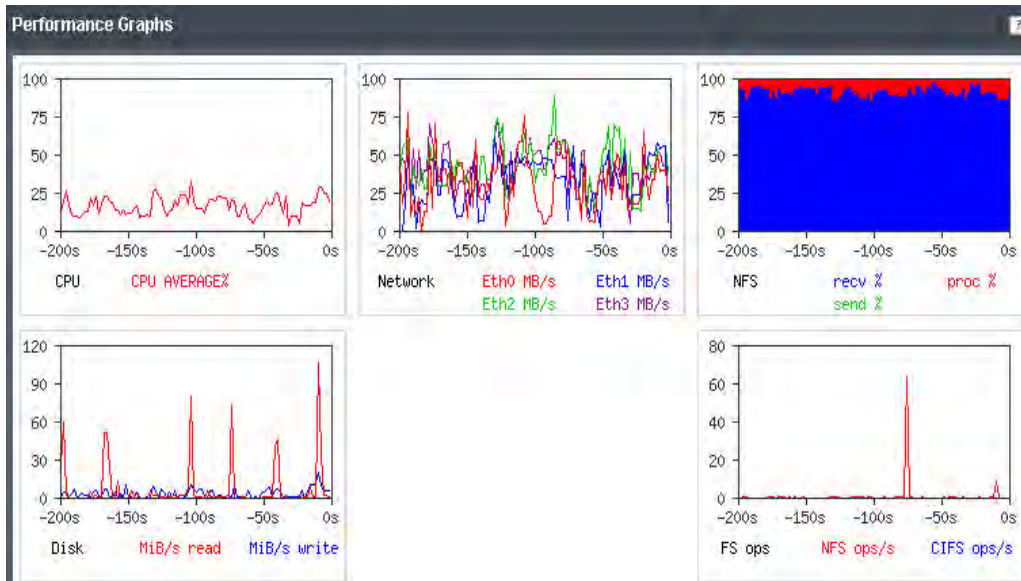 Performance Graphs
?
100
75
50
25
0
-200s -150s -100s -50s 0s
CPU CPU AVERAGE%
100
75
50
25
0
-200s -150s -100s -50s 0s
Network Eth0 MB/s Eth1 MB/s
Eth2 MB/s Eth3 MB/s
100
75
50
25
0
-200s -150s -100s -50s 0s
NFS recv % proc %
send %
120
90
60
30
0
-200s -150s -100s -50s 0s
Disk MiB/s read MiB/s write
80
60
40
20
0
-200s -150s -100s -50s 0s
FS ops NFS ops/s CIFS ops/s